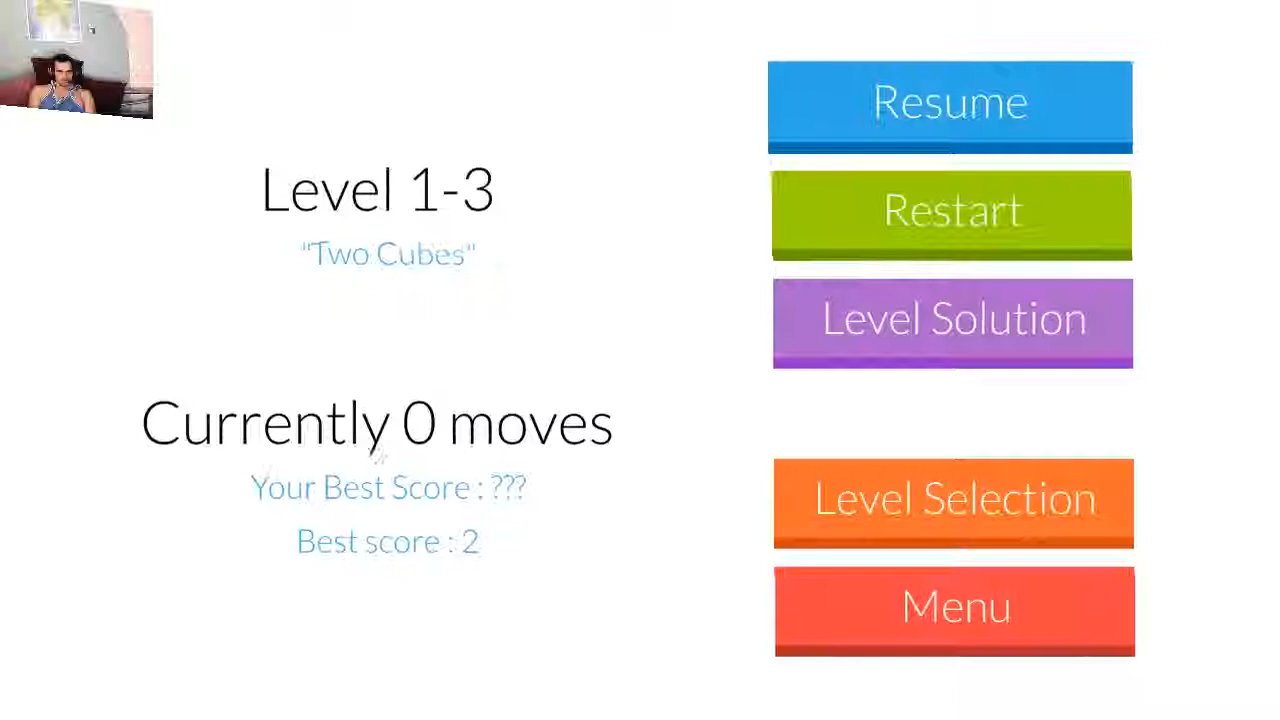 Level 1-3
"Two Cubes"
Currently 0 moves
Your Best Score : ???
Best score : 2
Resume
Restart
Level Solution
Level Selection
Menu